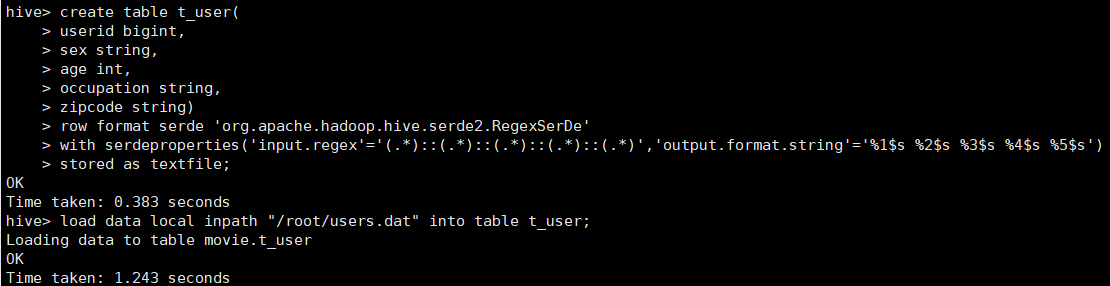 hive> create table t_user(
    > userid bigint,
    > sex string,
    > age int,
    > occupation string,
    > zipcode string)
    > row format serde 'org.apache.hadoop.hive.serde2.RegexSerDe'
    > with serdeproperties('input.regex'='(.*)::(.*)::(.*)::(.*)::(.*)','output.format.string'='%1$s %2$s %3$s %4$s %5$s')
    > stored as textfile;
OK
Time taken: 0.383 seconds
hive> load data local inpath "/root/users.dat" into table t_user;
Loading data to table movie.t_user
OK
Time taken: 1.243 seconds